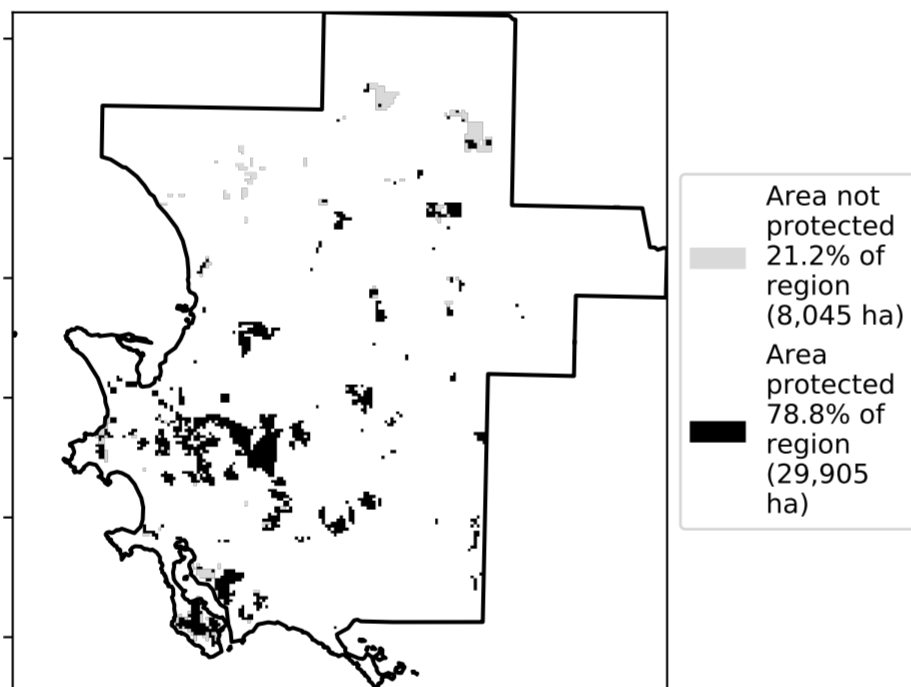 Area not
protected
21.2% of
region
(8,045 ha)
Area
protected
78.8% of
region
(29,905
ha)